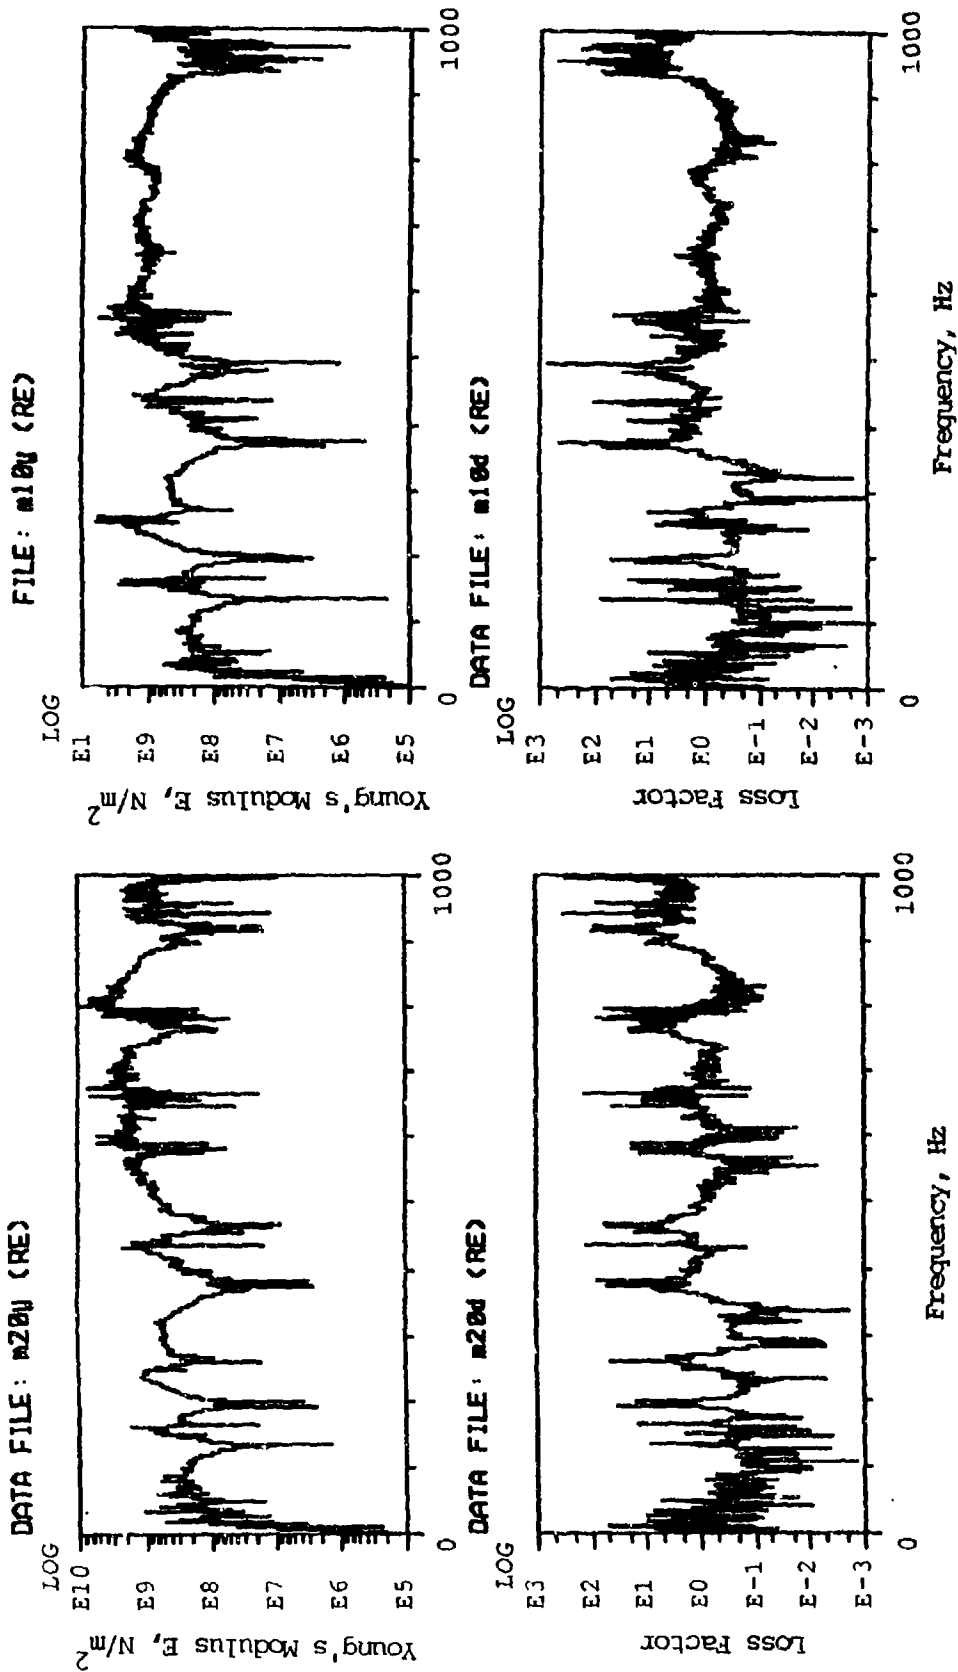 DATA FILE: m20y (RE)
LOG
E10
E9
E8
E7
E6
E5
Young's Modulus E, N/m²
0
1000
DATA FILE: m20d (RE)
LOG
E3
E2
E1
E0
E-1
E-2
E-3
Loss Factor
0
1000
Frequency, Hz
FILE: m10y (RE)
LOG
E1
E9
E8
E7
E6
E5
Young's Modulus E, N/m²
0
1000
DATA FILE: m10d (RE)
LOG
E3
E2
E1
E0
E-1
E-2
E-3
Loss Factor
0
1000
Frequency, Hz